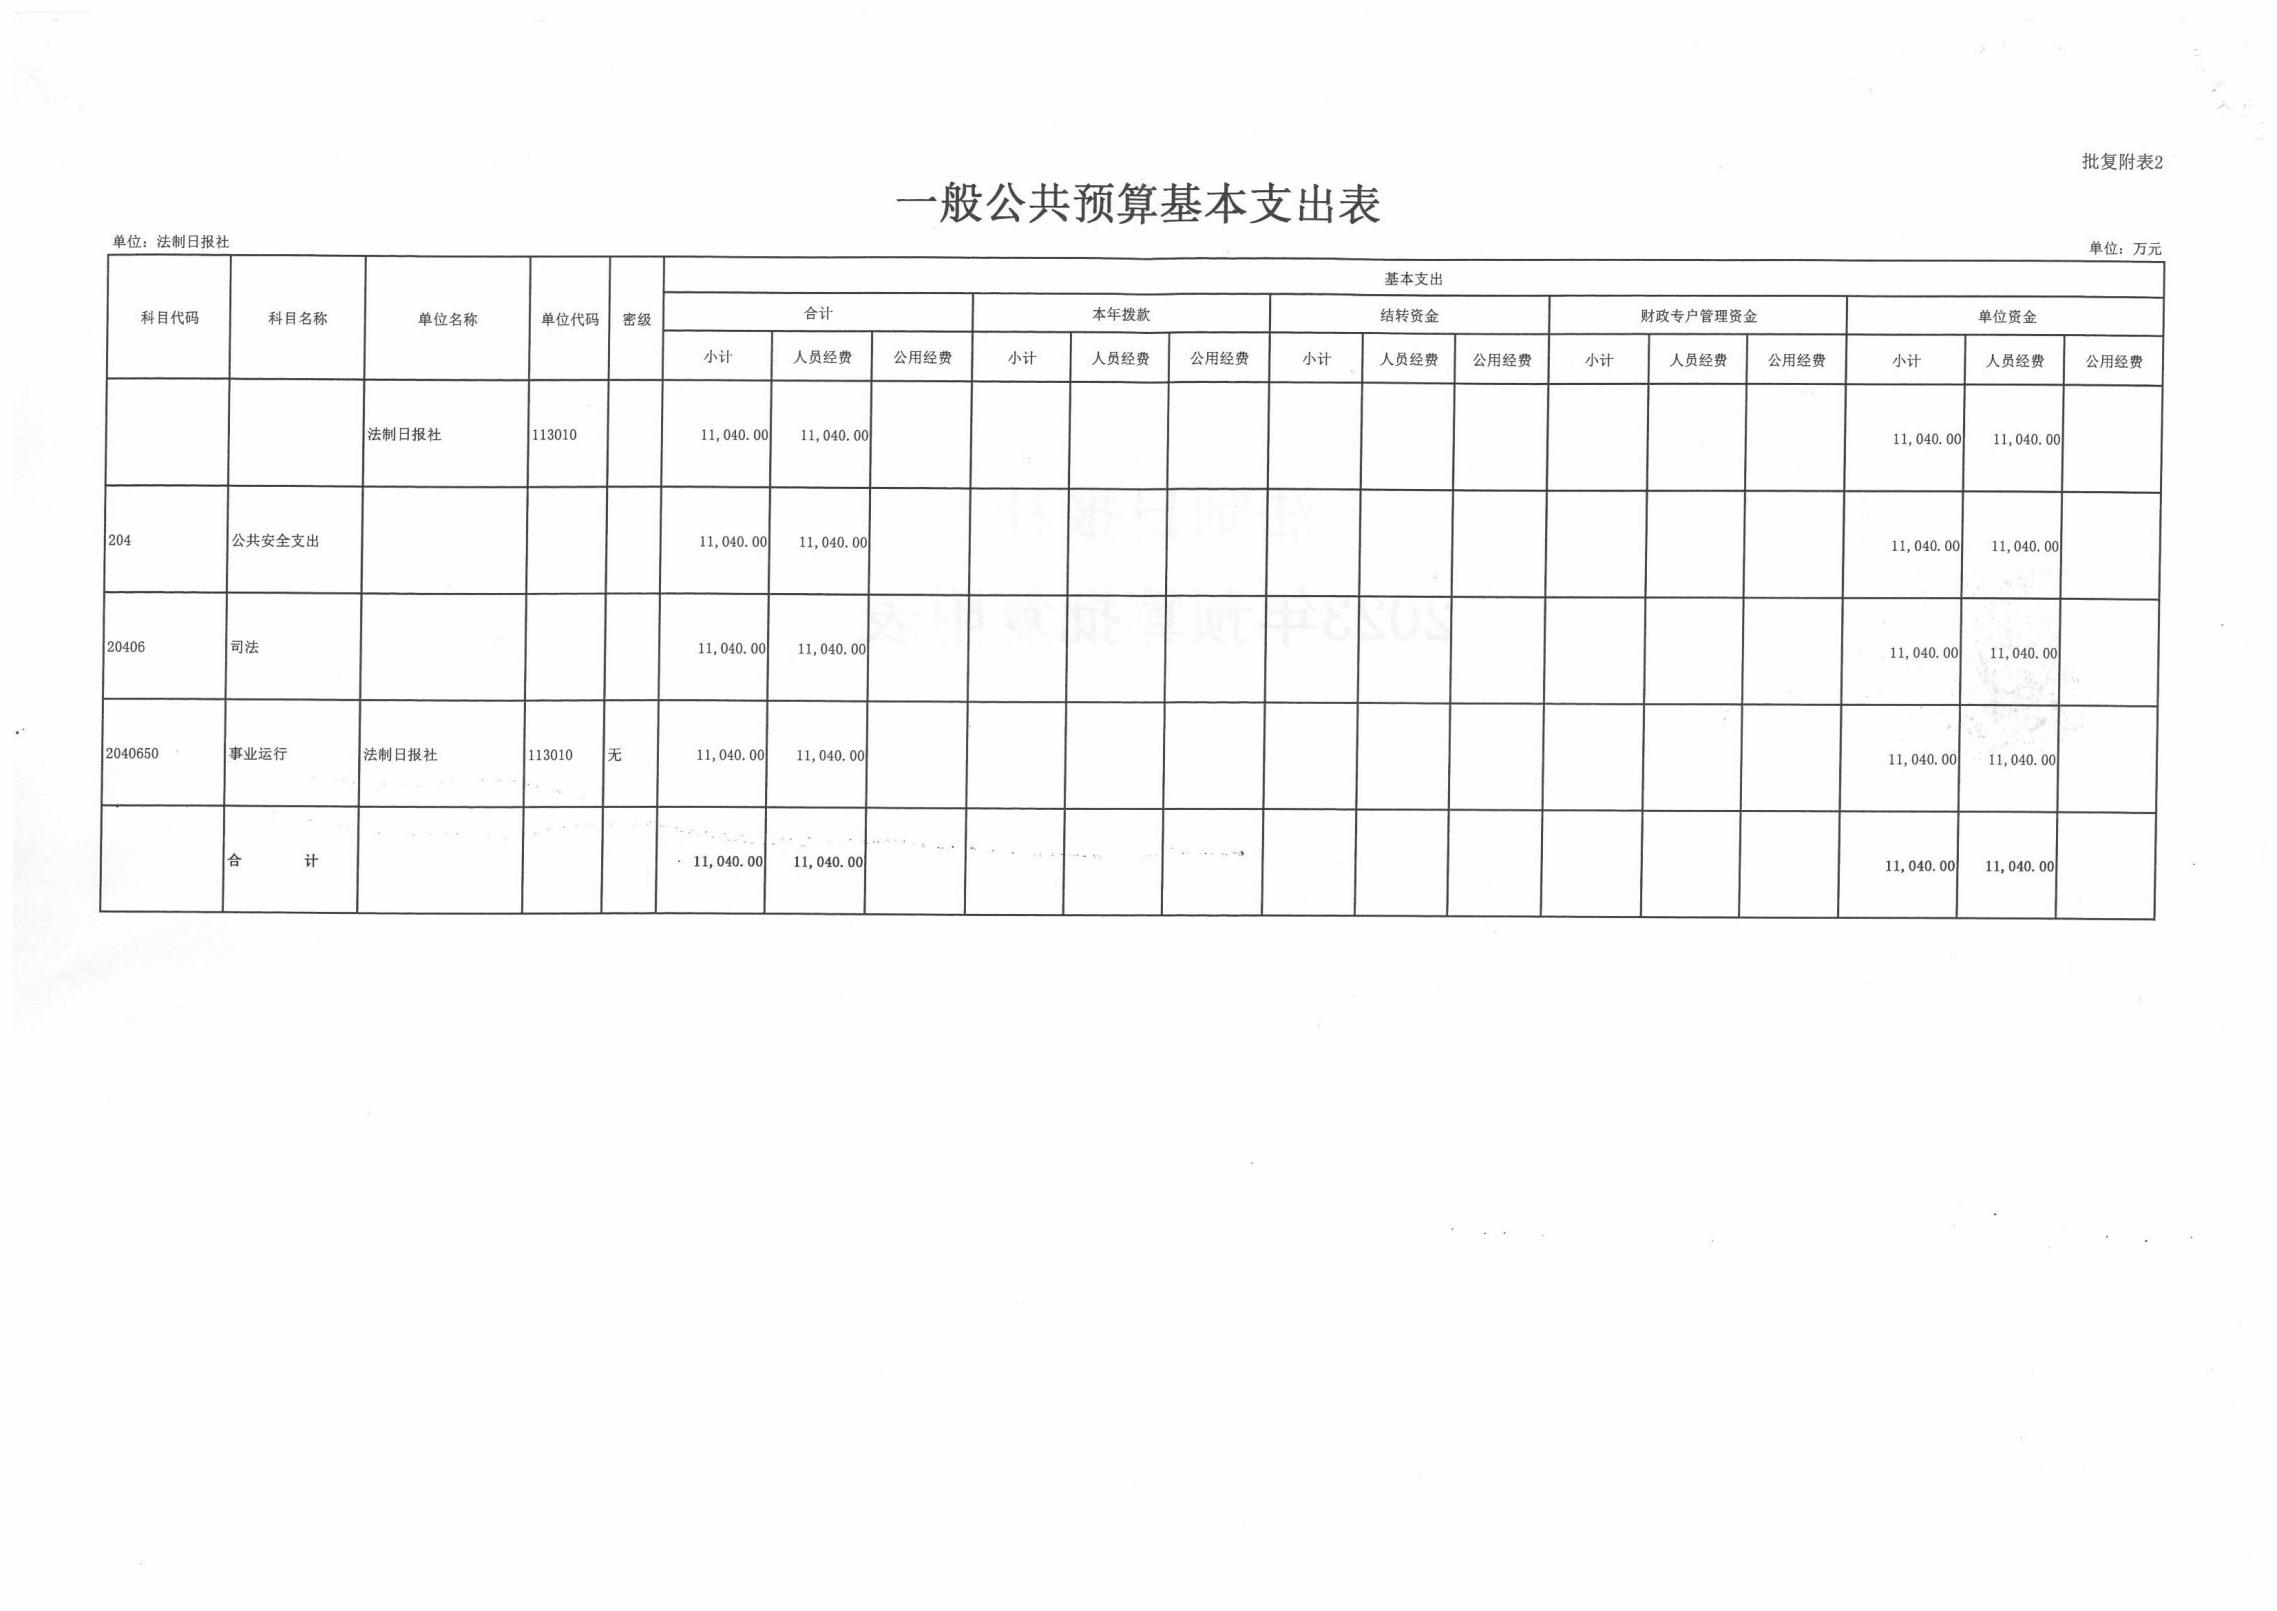 批复附表2
一般公共预算基本支出表
单位：法制日报社 单位：万元
科目代码 科目名称 单位名称 单位代码 密级 基本支出
合计 本年拨款 结转资金 财政专户管理资金 单位资金
小计 人员经费 公用经费 小计 人员经费 公用经费 小计 人员经费 公用经费 小计 人员经费 公用经费 小计 人员经费 公用经费
法制日报社 113010 11,040.00 11,040.00 11,040.00 11,040.00
204 公共安全支出 11,040.00 11,040.00 11,040.00 11,040.00
20406 司法 11,040.00 11,040.00 11,040.00 11,040.00
2040650 事业运行 法制日报社 113010 无 11,040.00 11,040.00 11,040.00 11,040.00
合 计 11,040.00 11,040.00 11,040.00 11,040.00